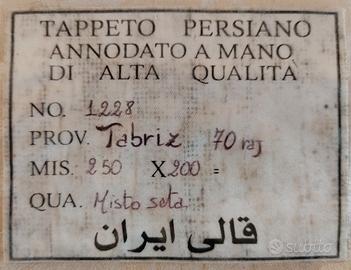 TAPPETO PERSIANO
ANNODATO A MANO
DI ALTA QUALITÀ
NO. 1228
PROV. Tabriz 70 raj
MIS. 250 X 200 =
QUA. Misto seta
قالی ایران
subito